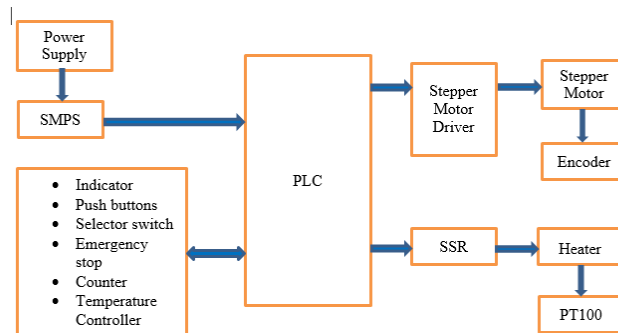 Power
Supply
SMPS
• Indicator
• Push buttons
• Selector switch
• Emergency
stop
• Counter
• Temperature
Controller
PLC
Stepper
Motor
Driver
Stepper
Motor
Encoder
SSR
Heater
PT100